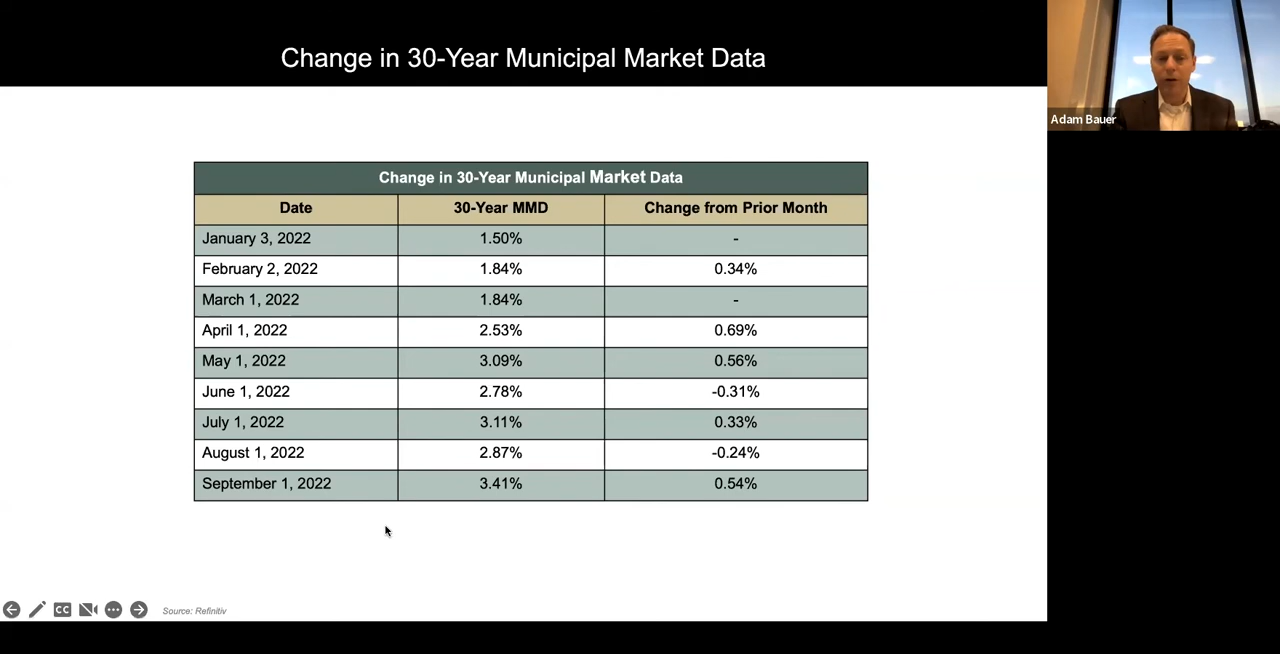 Change in 30-Year Municipal Market Data
Adam Bauer
Change in 30-Year Municipal Market Data
Date 30-Year MMD Change from Prior Month
January 3, 2022 1.50% -
February 2, 2022 1.84% 0.34%
March 1, 2022 1.84% -
April 1, 2022 2.53% 0.69%
May 1, 2022 3.09% 0.56%
June 1, 2022 2.78% -0.31%
July 1, 2022 3.11% 0.33%
August 1, 2022 2.87% -0.24%
September 1, 2022 3.41% 0.54%
CC
Source: Refinitiv